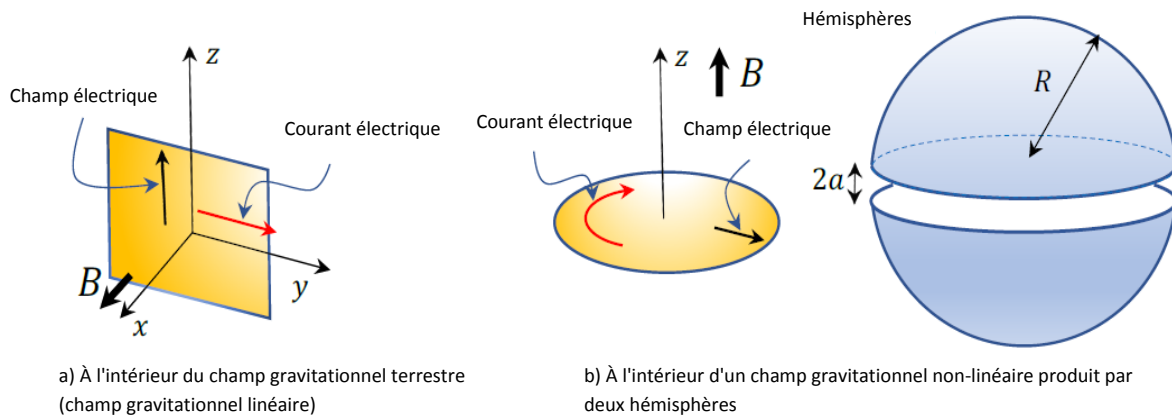 Hémisphères
z
Champ électrique
Courant électrique
B
x
y
z
B
Courant électrique
Champ électrique
R
2a
a) À l'intérieur du champ gravitationnel terrestre
(champ gravitationnel linéaire)
b) À l'intérieur d'un champ gravitationnel non-linéaire produit par
deux hémisphères